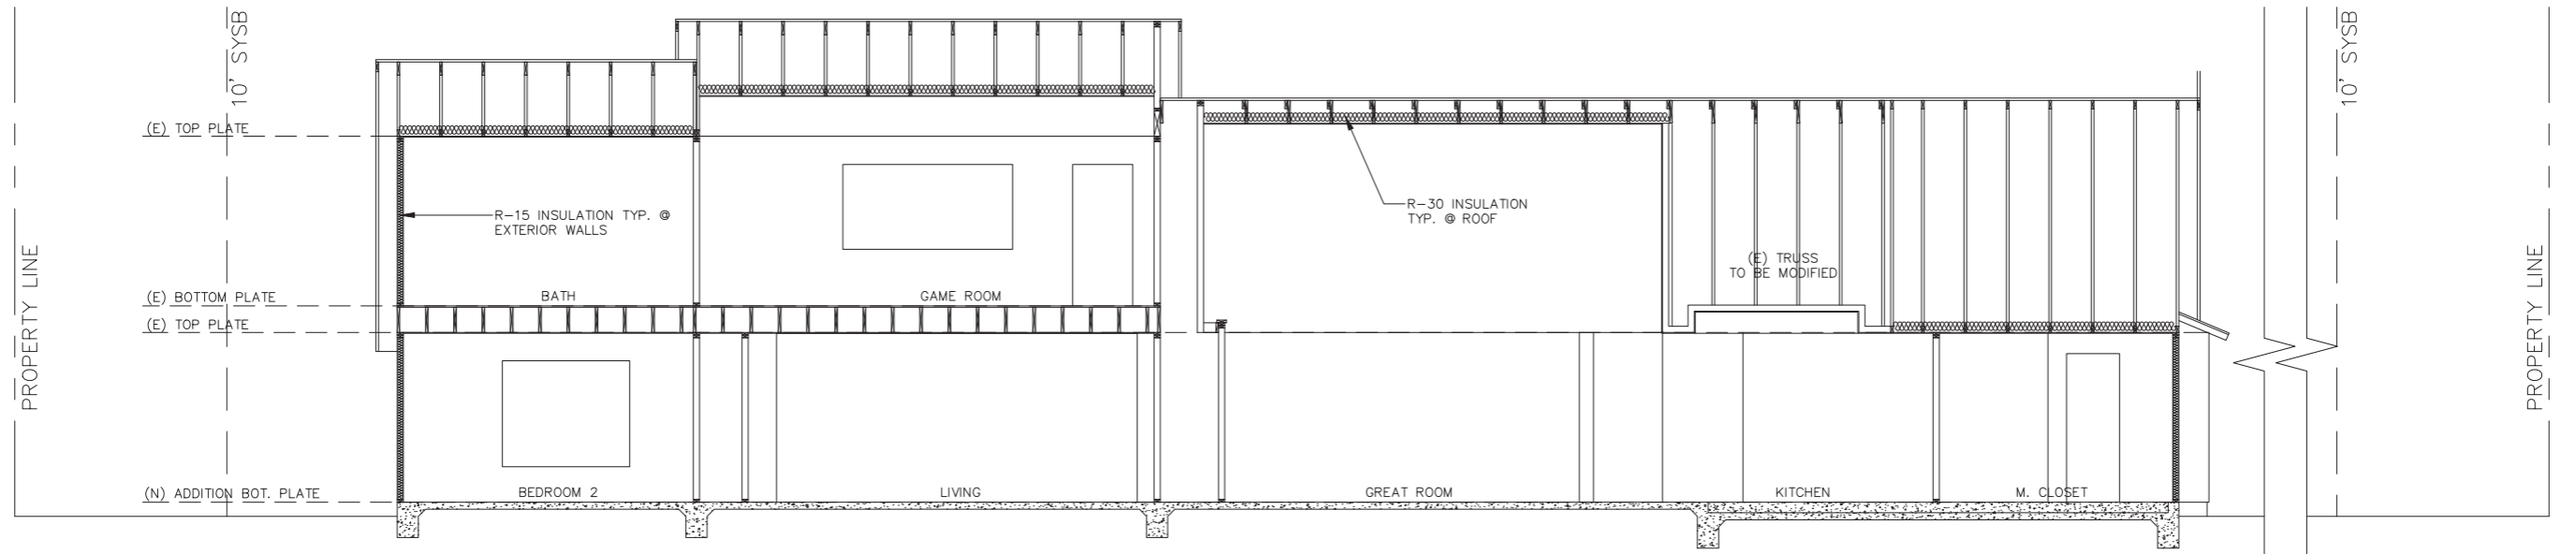 10' SYSB
10' SYSB
(E) TOP PLATE
R-15 INSULATION TYP. @
EXTERIOR WALLS
R-30 INSULATION
TYP. @ ROOF
(E) TRUSS
TO BE MODIFIED
PROPERTY LINE
PROPERTY LINE
(E) BOTTOM PLATE
BATH
GAME ROOM
(E) TOP PLATE
(N) ADDITION BOT. PLATE
BEDROOM 2
LIVING
GREAT ROOM
KITCHEN
M. CLOSET